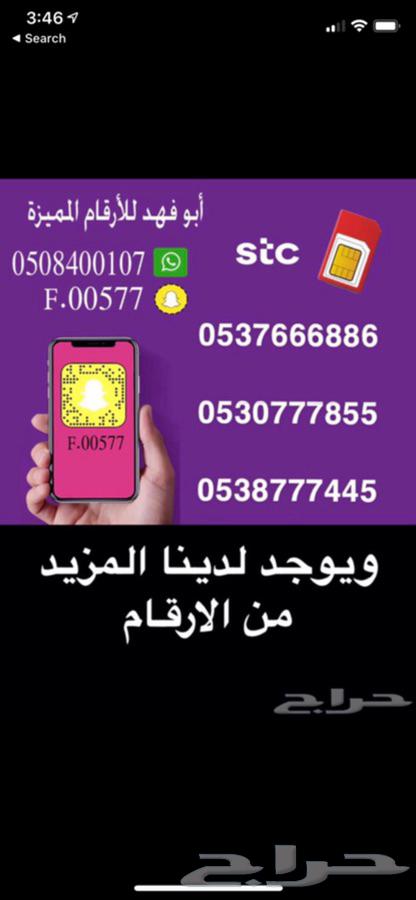 3:46
◄ Search
أبو فهد للأرقام المميزة
stc
0508400107
F.00577
0537666886
0530777855
F.00577
0538777445
ويوجد لدينا المزيد
من الارقام
حراج
حراج